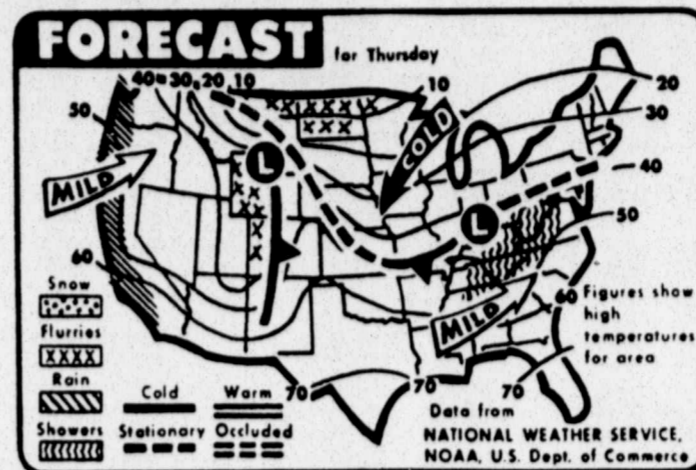 FORECAST
for Thursday
40 30 20 10
10
20
50
30
COLD
L
40
MILD
L
50
60
Snow
60
Figures show
high
temperatures
for area
Flurries
MILD
Rain
70
70
70
Cold
Warm
Data from
Showers
Stationary
Occluded
NATIONAL WEATHER SERVICE,
NOAA, U.S. Dept. of Commerce